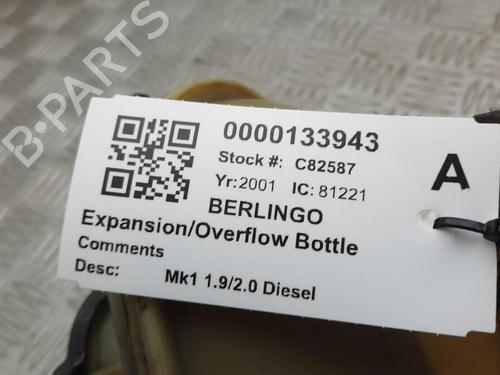 0000133943
Stock #: C82587
Yr:2001 IC: 81221
BERLINGO
Expansion/Overflow Bottle
Comments
Desc: Mk1 1.9/2.0 Diesel
A
B-PARTS